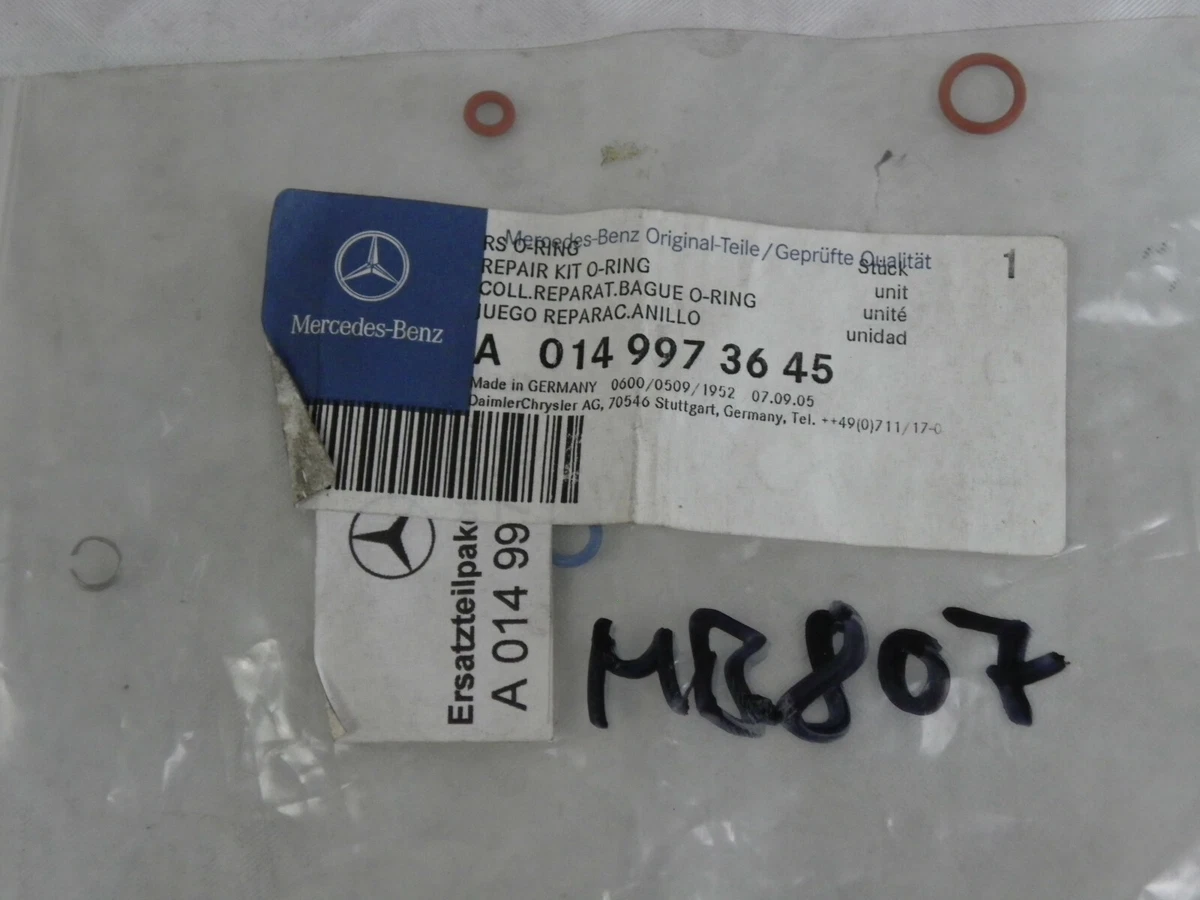 Mercedes-Benz
Mercedes-Benz Original-Teile/Geprüfte Qualität
RS O-RING
REPAIR KIT O-RING
COLL.REPARAT.BAGUE O-RING
JUEGO REPARAC.ANILLO
1
Stück
unit
unité
unidad
A 014 997 36 45
Made in GERMANY 0600/0509/1952 07.09.05
DaimlerChrysler AG, 70546 Stuttgart, Germany, Tel. ++49(0)711/17-0
Ersatzteilpake
A 014 99
807